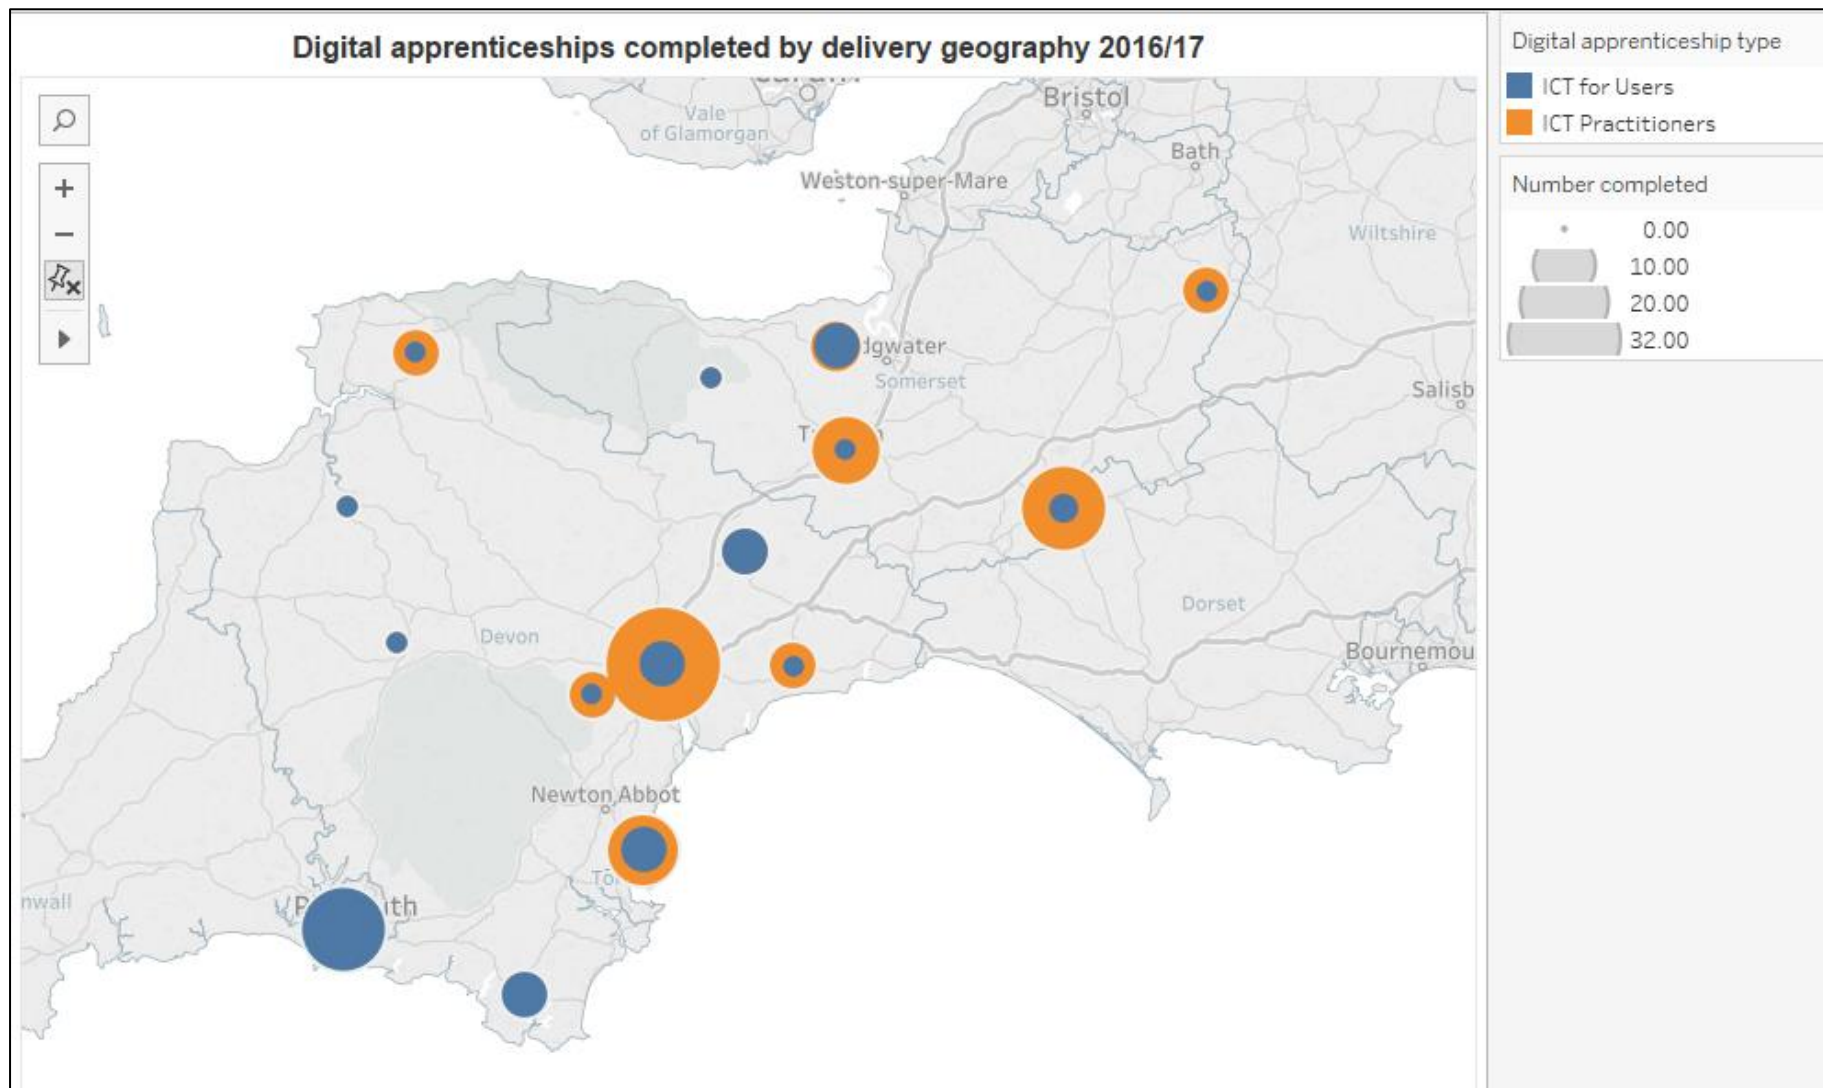 Digital apprenticeships completed by delivery geography 2016/17
Digital apprenticeship type
ICT for Users
ICT Practitioners
Number completed
0.00
10.00
20.00
32.00
Bristol
Vale
of Glamorgan
Bath
Weston-super-Mare
Wiltshire
dgwater
Somerset
Salisb
Devon
Dorset
Bournemou
Newton Abbot
To
nwall
P th